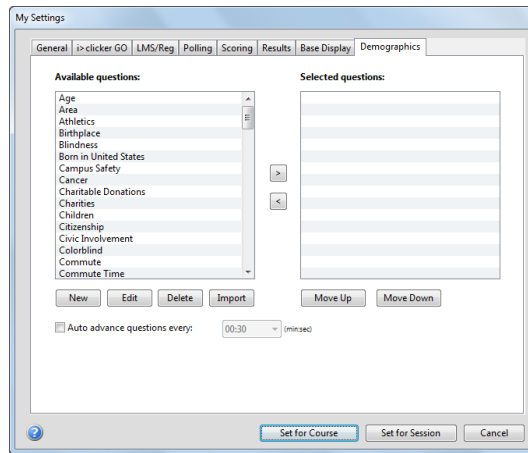 My Settings
General i>clicker GO LMS/Reg Polling Scoring Results Base Display Demographics
Available questions: Selected questions:
Age
Area
Athletics
Birthplace
Blindness
Born in United States
Campus Safety
Cancer
Charitable Donations
Charities
Children
Citizenship
Civic Involvement
Colorblind
Commute
Commute Time
> 
<
New Edit Delete Import Move Up Move Down
Auto advance questions every: 00:30 (min:sec)
? Set for Course Set for Session Cancel